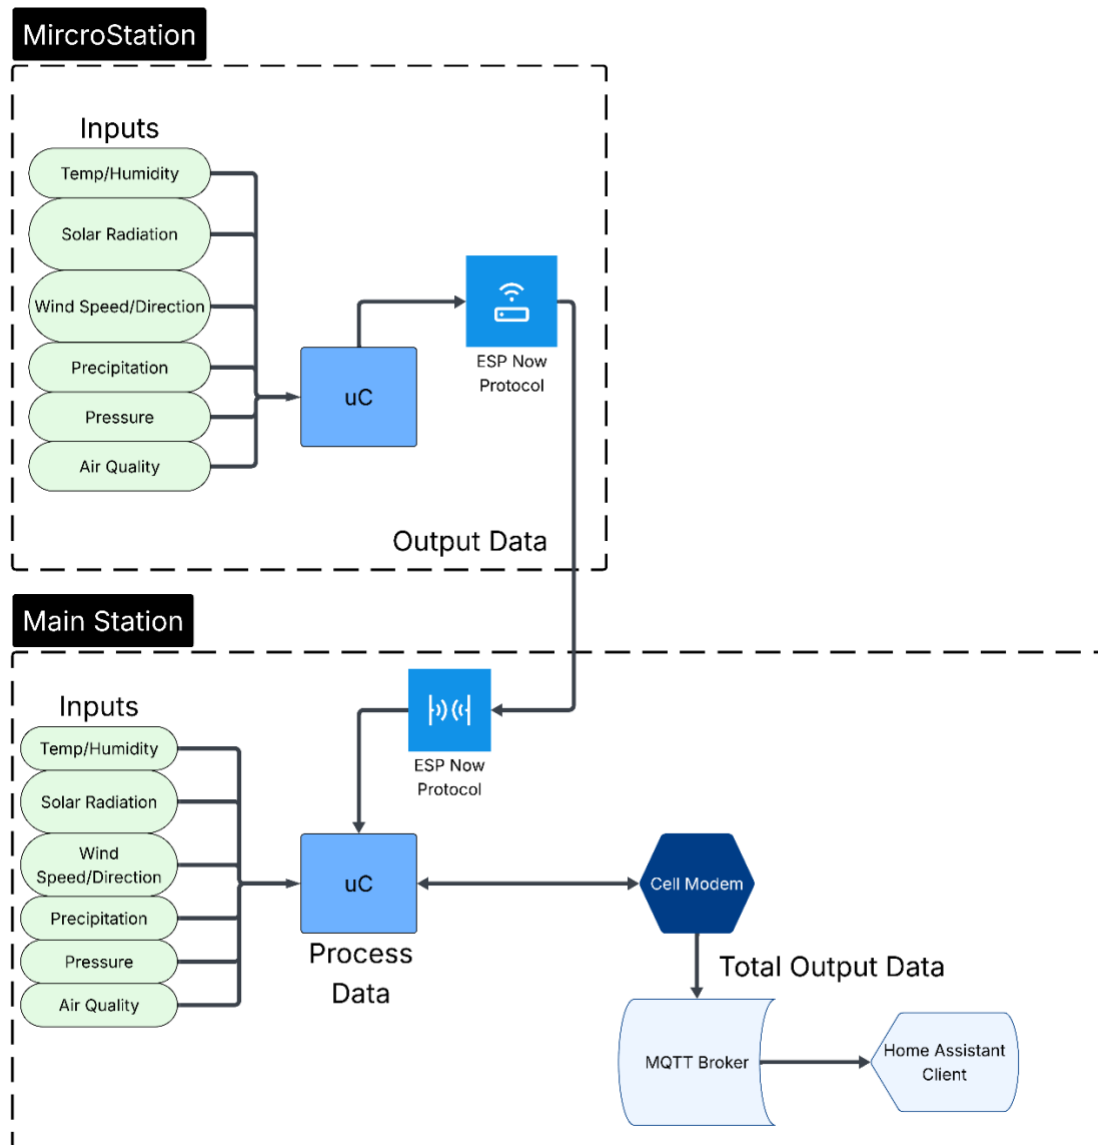 MircroStation
Inputs
Temp/Humidity
Solar Radiation
Wind Speed/Direction
Precipitation
Pressure
Air Quality
uC
ESP Now
Protocol
Output Data
Main Station
Inputs
Temp/Humidity
Solar Radiation
Wind
Speed/Direction
Precipitation
Pressure
Air Quality
ESP Now
Protocol
uC
Process
Data
Cell Modem
Total Output Data
MQTT Broker
Home Assistant
Client